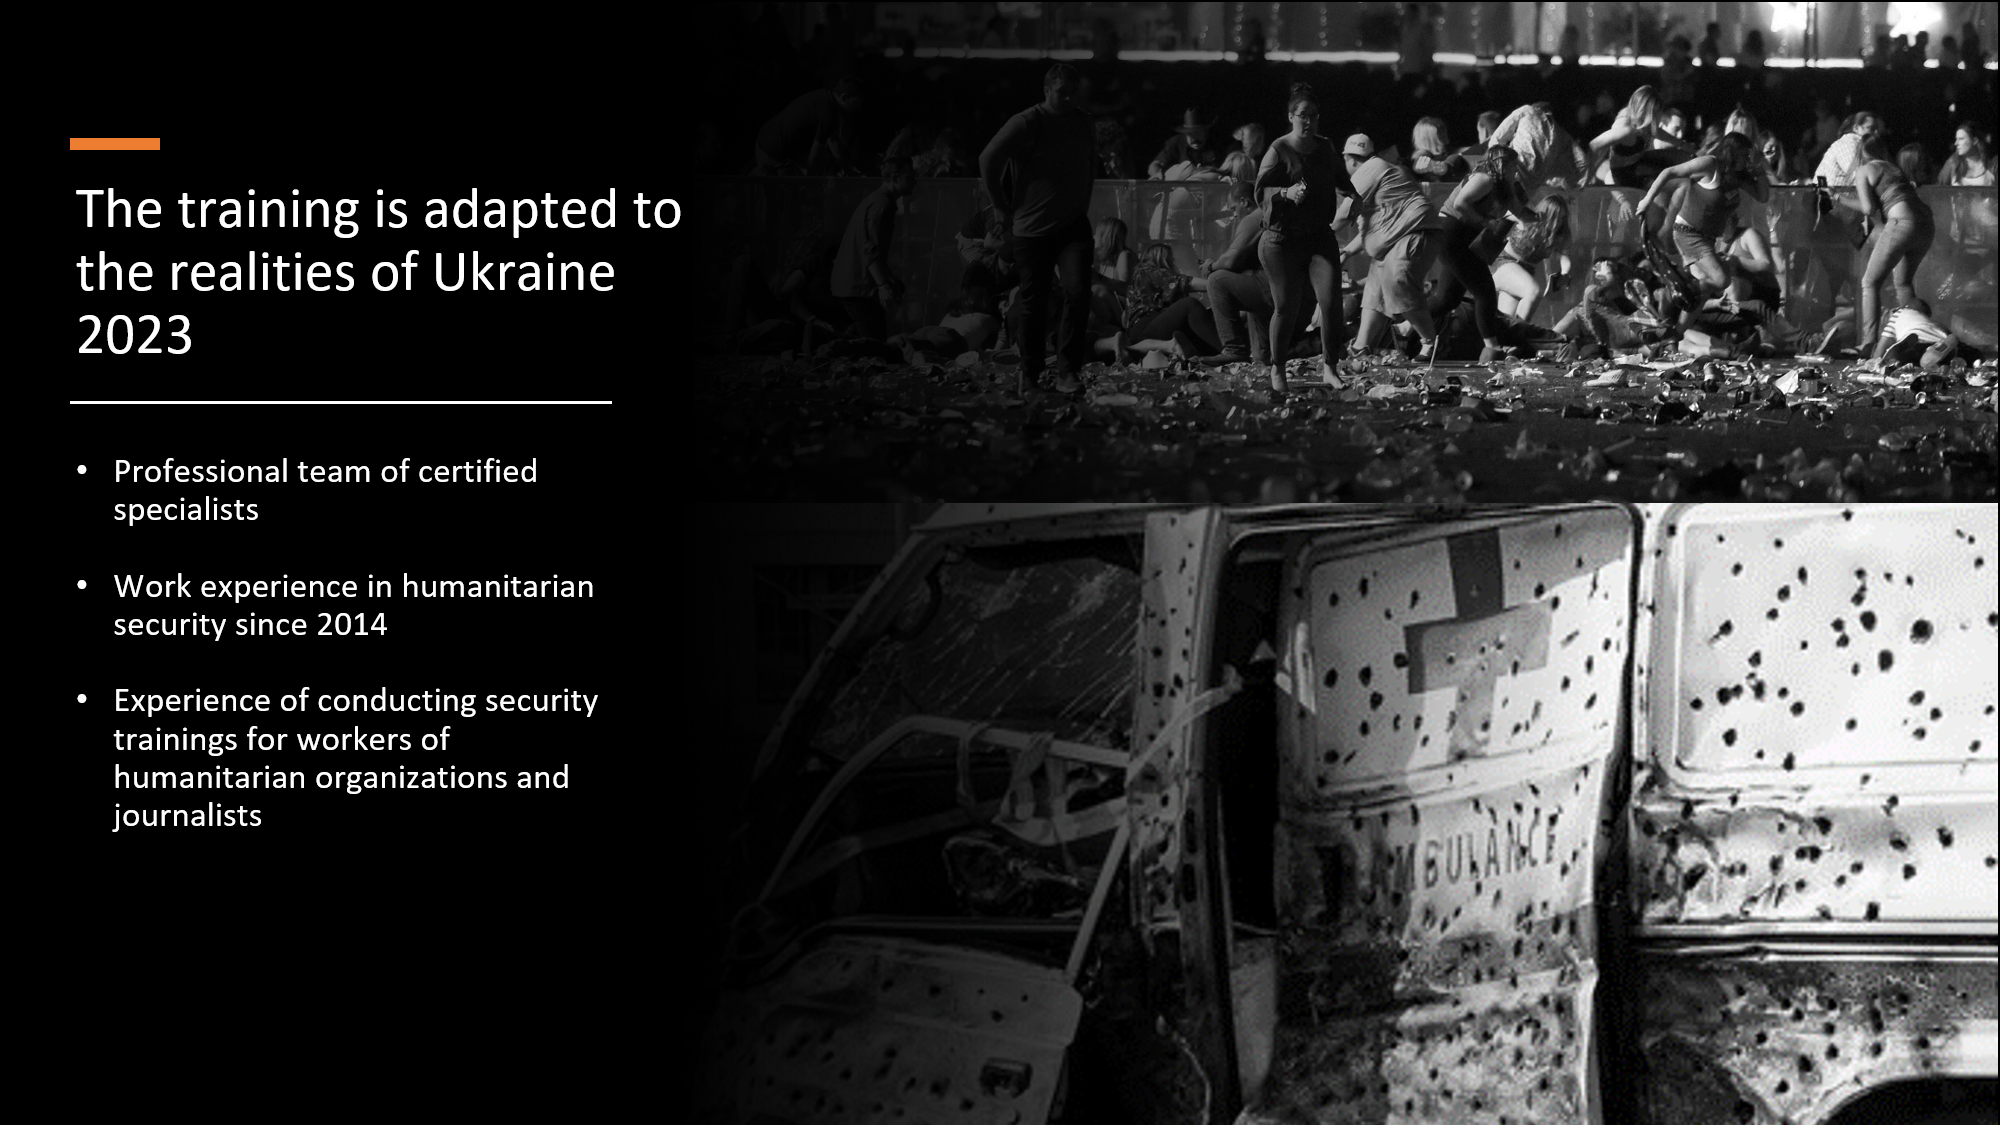 The training is adapted to
the realities of Ukraine
2023
• Professional team of certified
specialists
• Work experience in humanitarian
security since 2014
• Experience of conducting security
trainings for workers of
humanitarian organizations and
journalists
MBULANCE